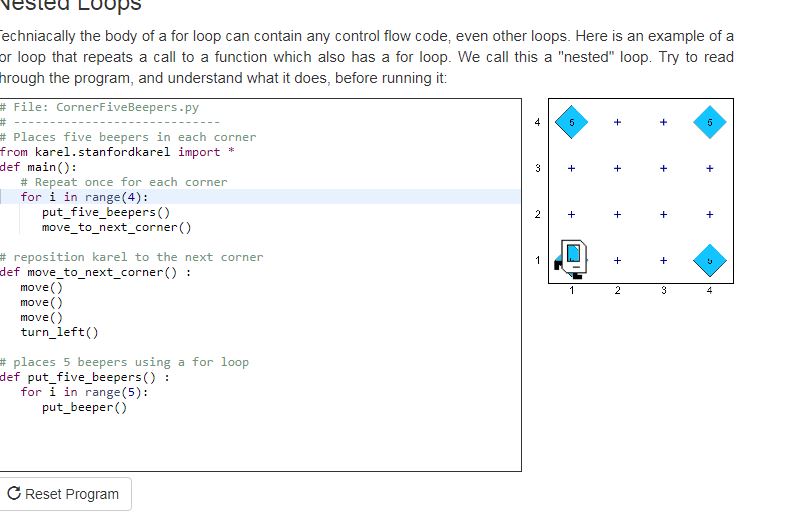 Nested Loops
Techniacally the body of a for loop can contain any control flow code, even other loops. Here is an example of a
or loop that repeats a call to a function which also has a for loop. We call this a "nested" loop. Try to read
hrough the program, and understand what it does, before running it:
# File: CornerFiveBeepers.py
# -----------------------------
# Places five beepers in each corner
from karel.stanfordkarel import *
def main():
# Repeat once for each corner
for i in range(4):
put_five_beepers()
move_to_next_corner()
# reposition karel to the next corner
def move_to_next_corner() :
move()
move()
move()
turn_left()
# places 5 beepers using a for loop
def put_five_beepers() :
for i in range(5):
put_beeper()
Reset Program
4 5 + + 5
3 + + + +
2 + + + +
1 + + 5
1 2 3 4